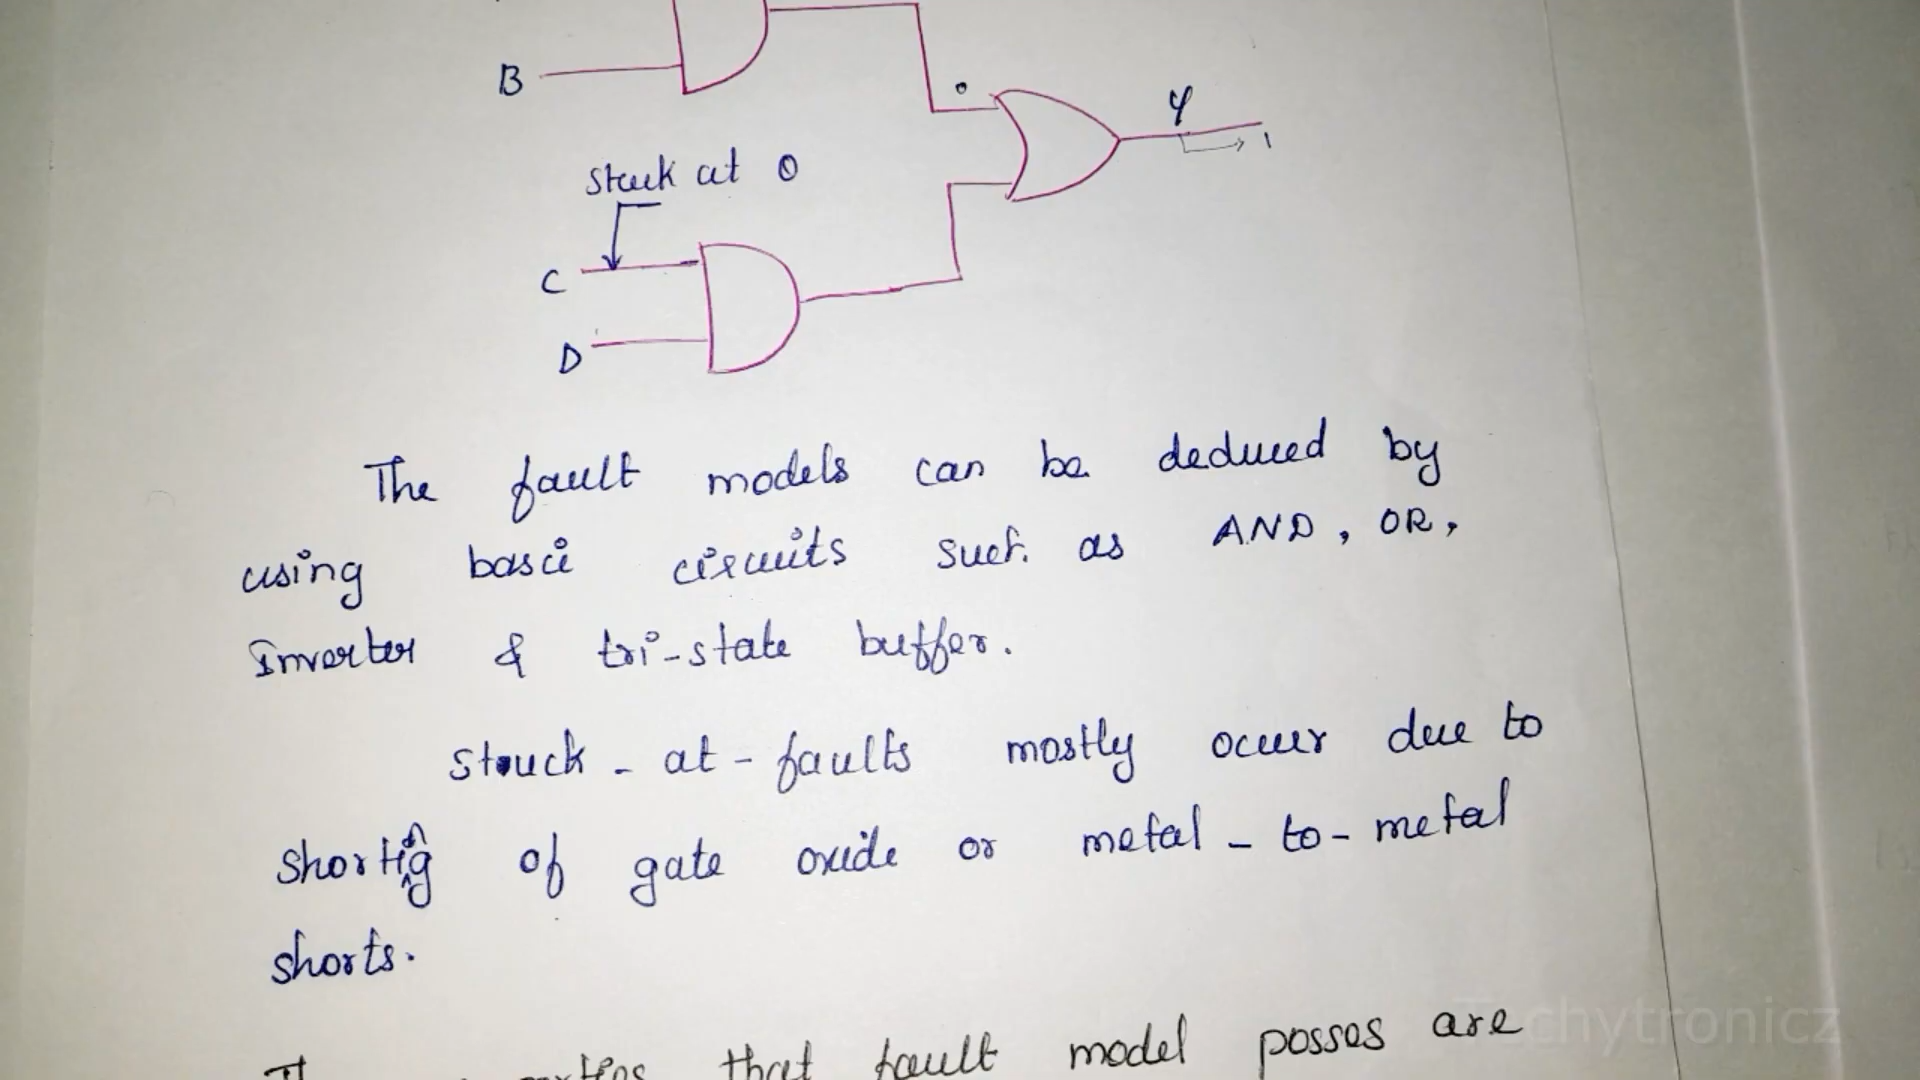 B
0
Y
1
Stuck at 0
C
D
The fault models can be deduced by
using basic circuits such as AND, OR,
Inverter & tri-state buffer.
Stuck-at-faults mostly occur due to
shorting of gate oxide or metal-to-metal
shorts.
that fault model posses are
Techytronicz